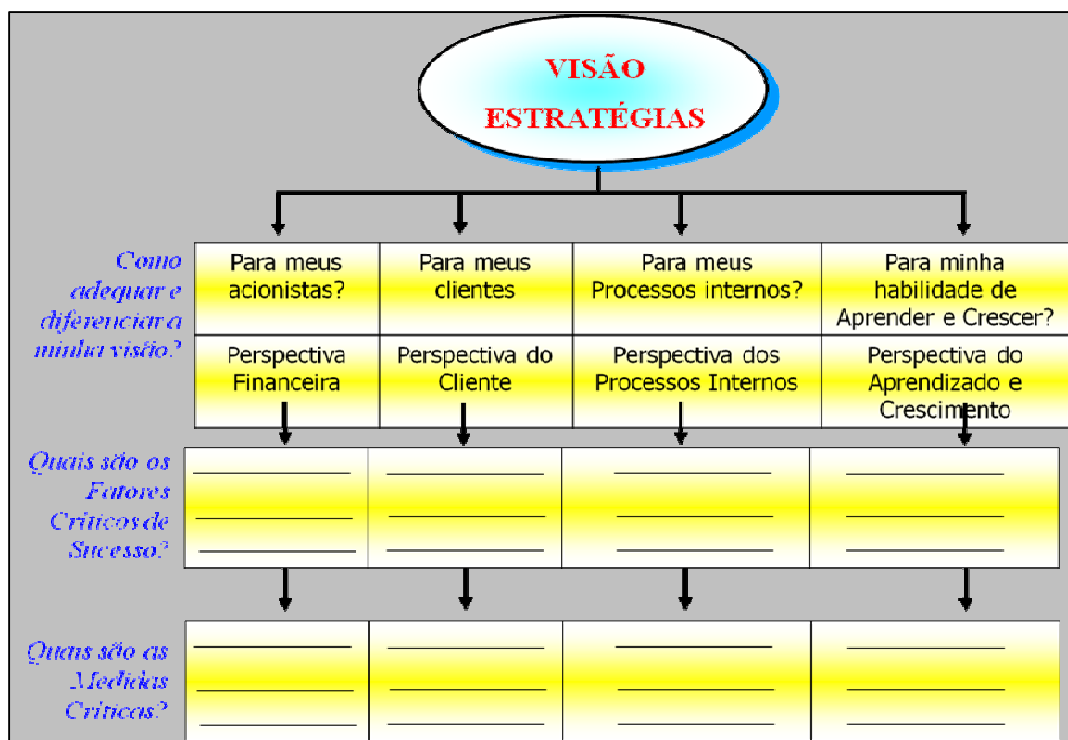 VISÃO
ESTRATÉGIAS
Como
adequar e
diferenciar a
minha visão?
Para meus
acionistas?
Para meus
clientes
Para meus
Processos internos?
Para minha
habilidade de
Aprender e Crescer?
Perspectiva
Financeira
Perspectiva do
Cliente
Perspectiva dos
Processos Internos
Perspectiva do
Aprendizado e
Crescimento
Quais são os
Fatores
Críticos de
Sucesso?
Quais são as
Medidas
Críticas?